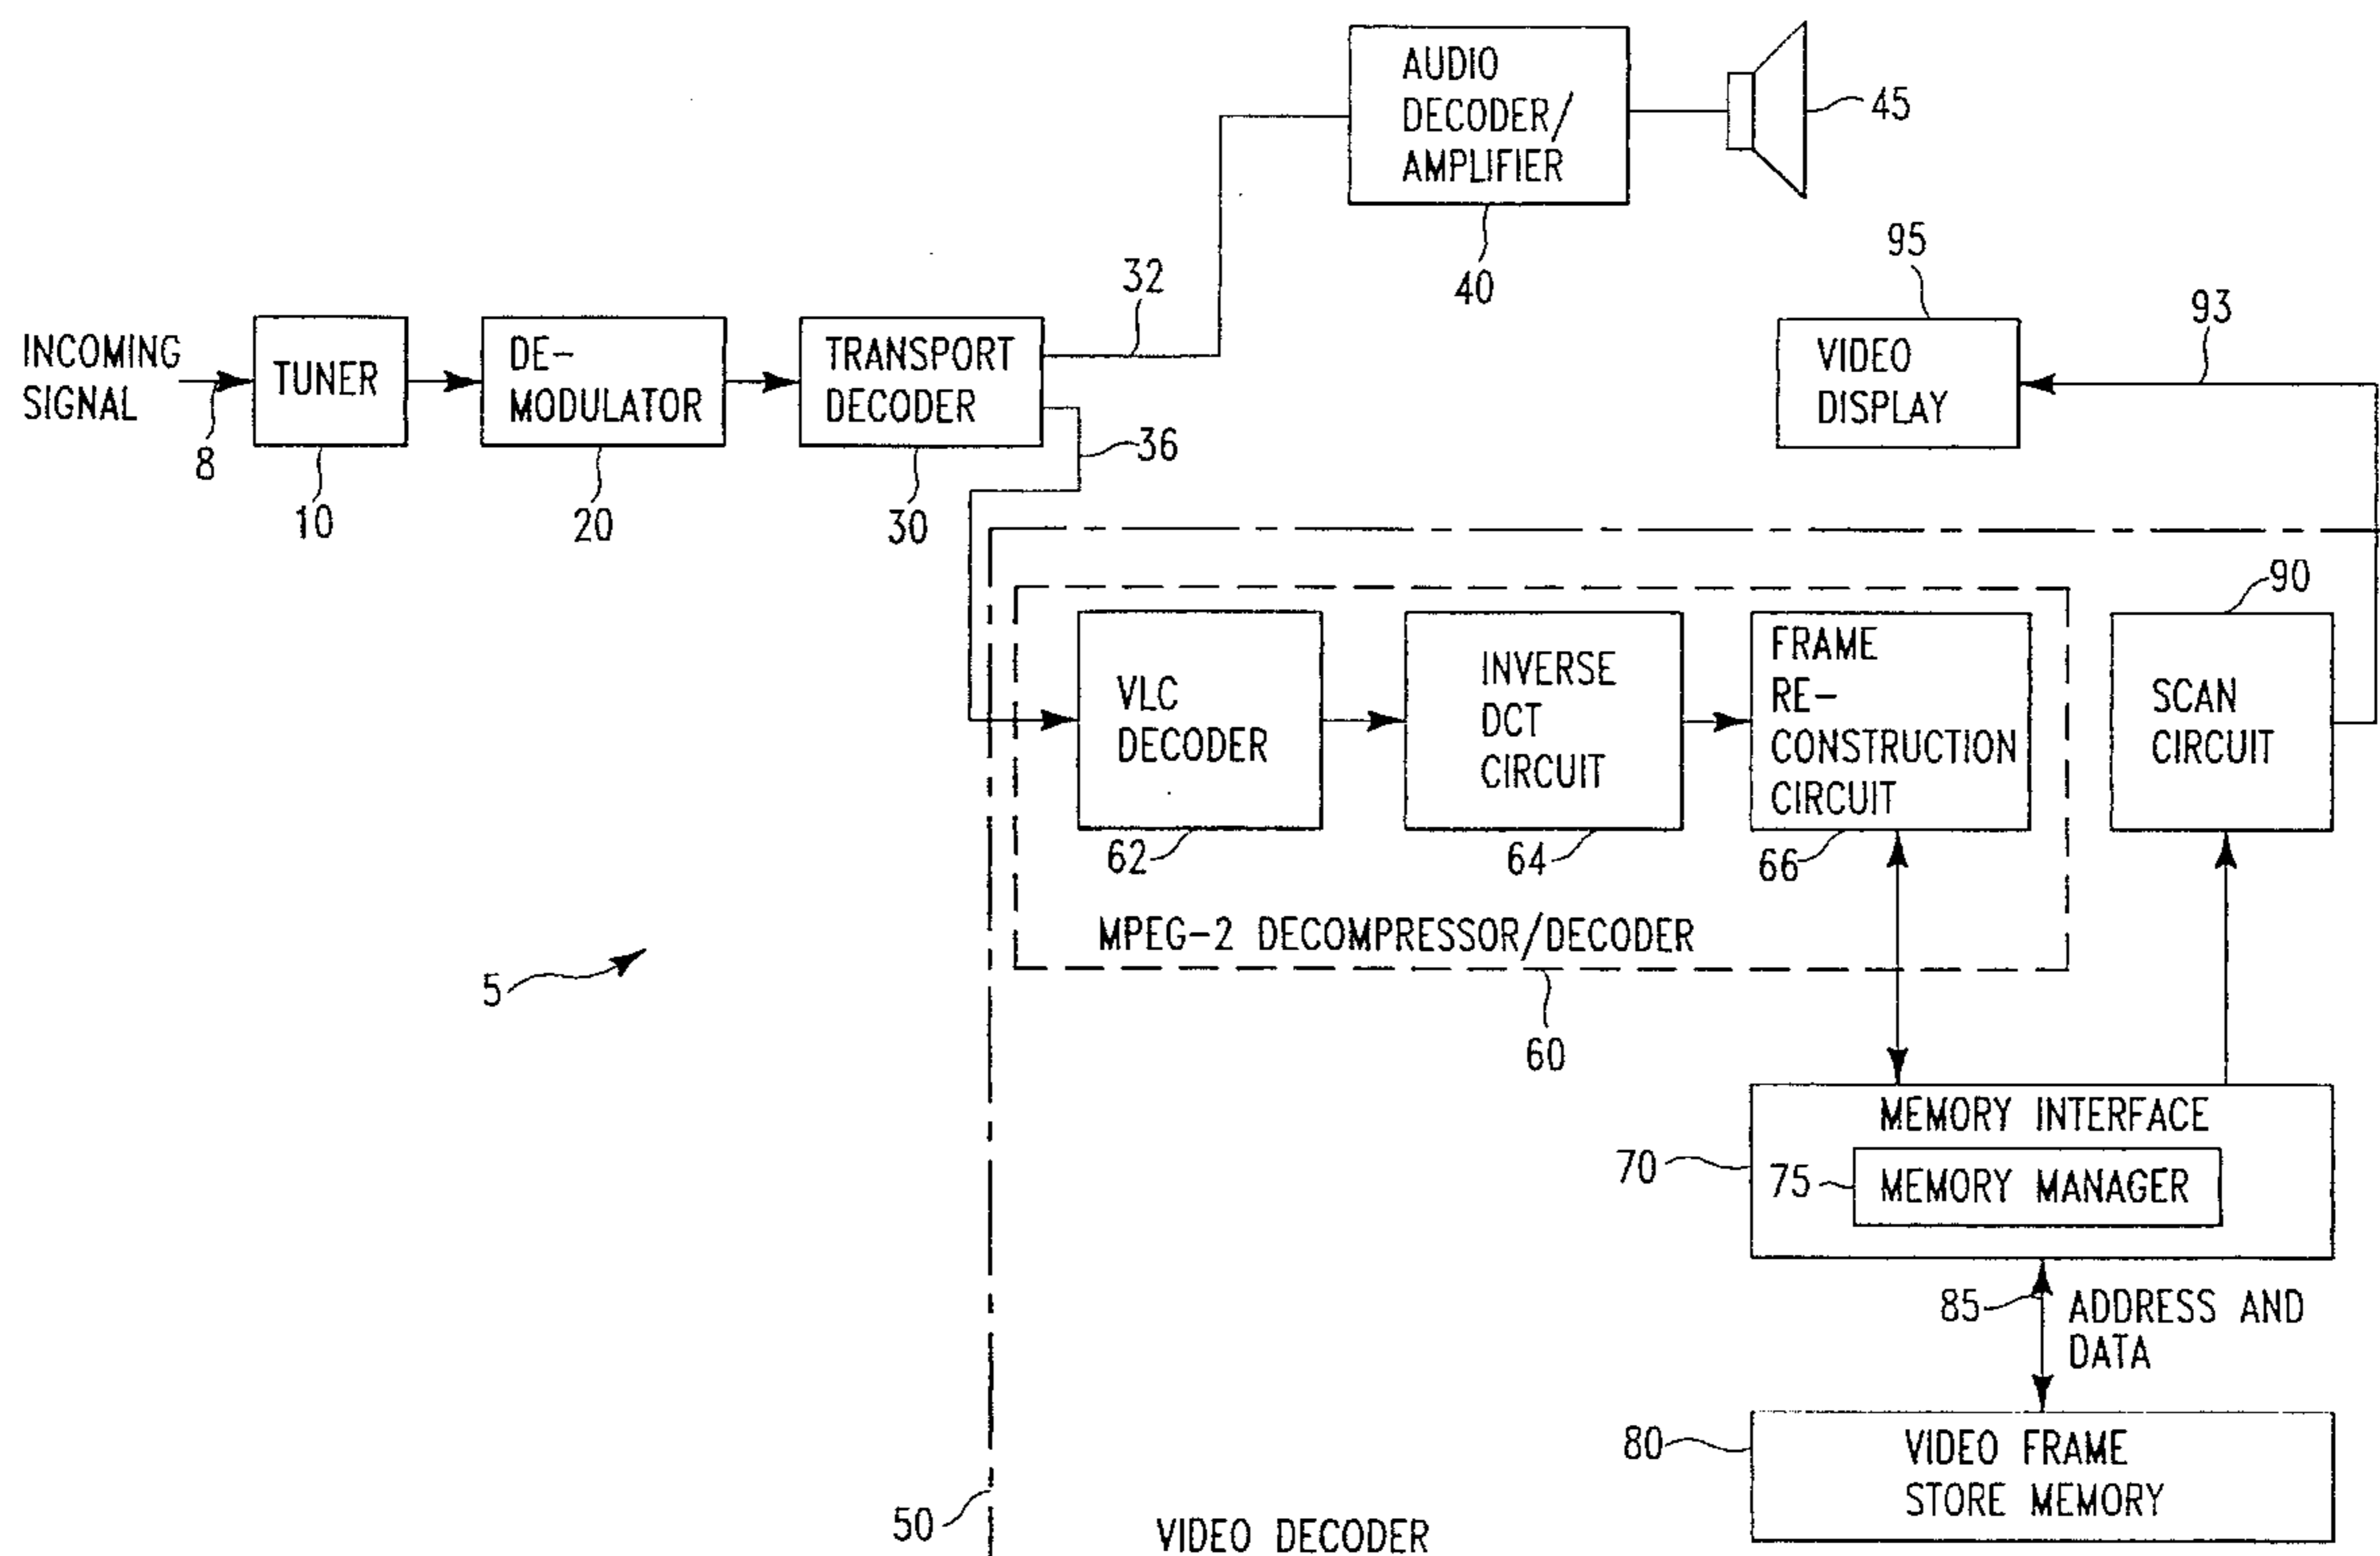 AUDIO
DECODER/
AMPLIFIER
45
40
95
93
32
INCOMING
SIGNAL
8
TUNER
10
DE-
MODULATOR
20
TRANSPORT
DECODER
30
36
VIDEO
DISPLAY
90
VLC
DECODER
62
INVERSE
DCT
CIRCUIT
64
FRAME
RE-
CONSTRUCTION
CIRCUIT
66
SCAN
CIRCUIT
MPEG-2 DECOMPRESSOR/DECODER
60
5
MEMORY INTERFACE
70
75
MEMORY MANAGER
85
ADDRESS AND
DATA
80
VIDEO FRAME
STORE MEMORY
50
VIDEO DECODER